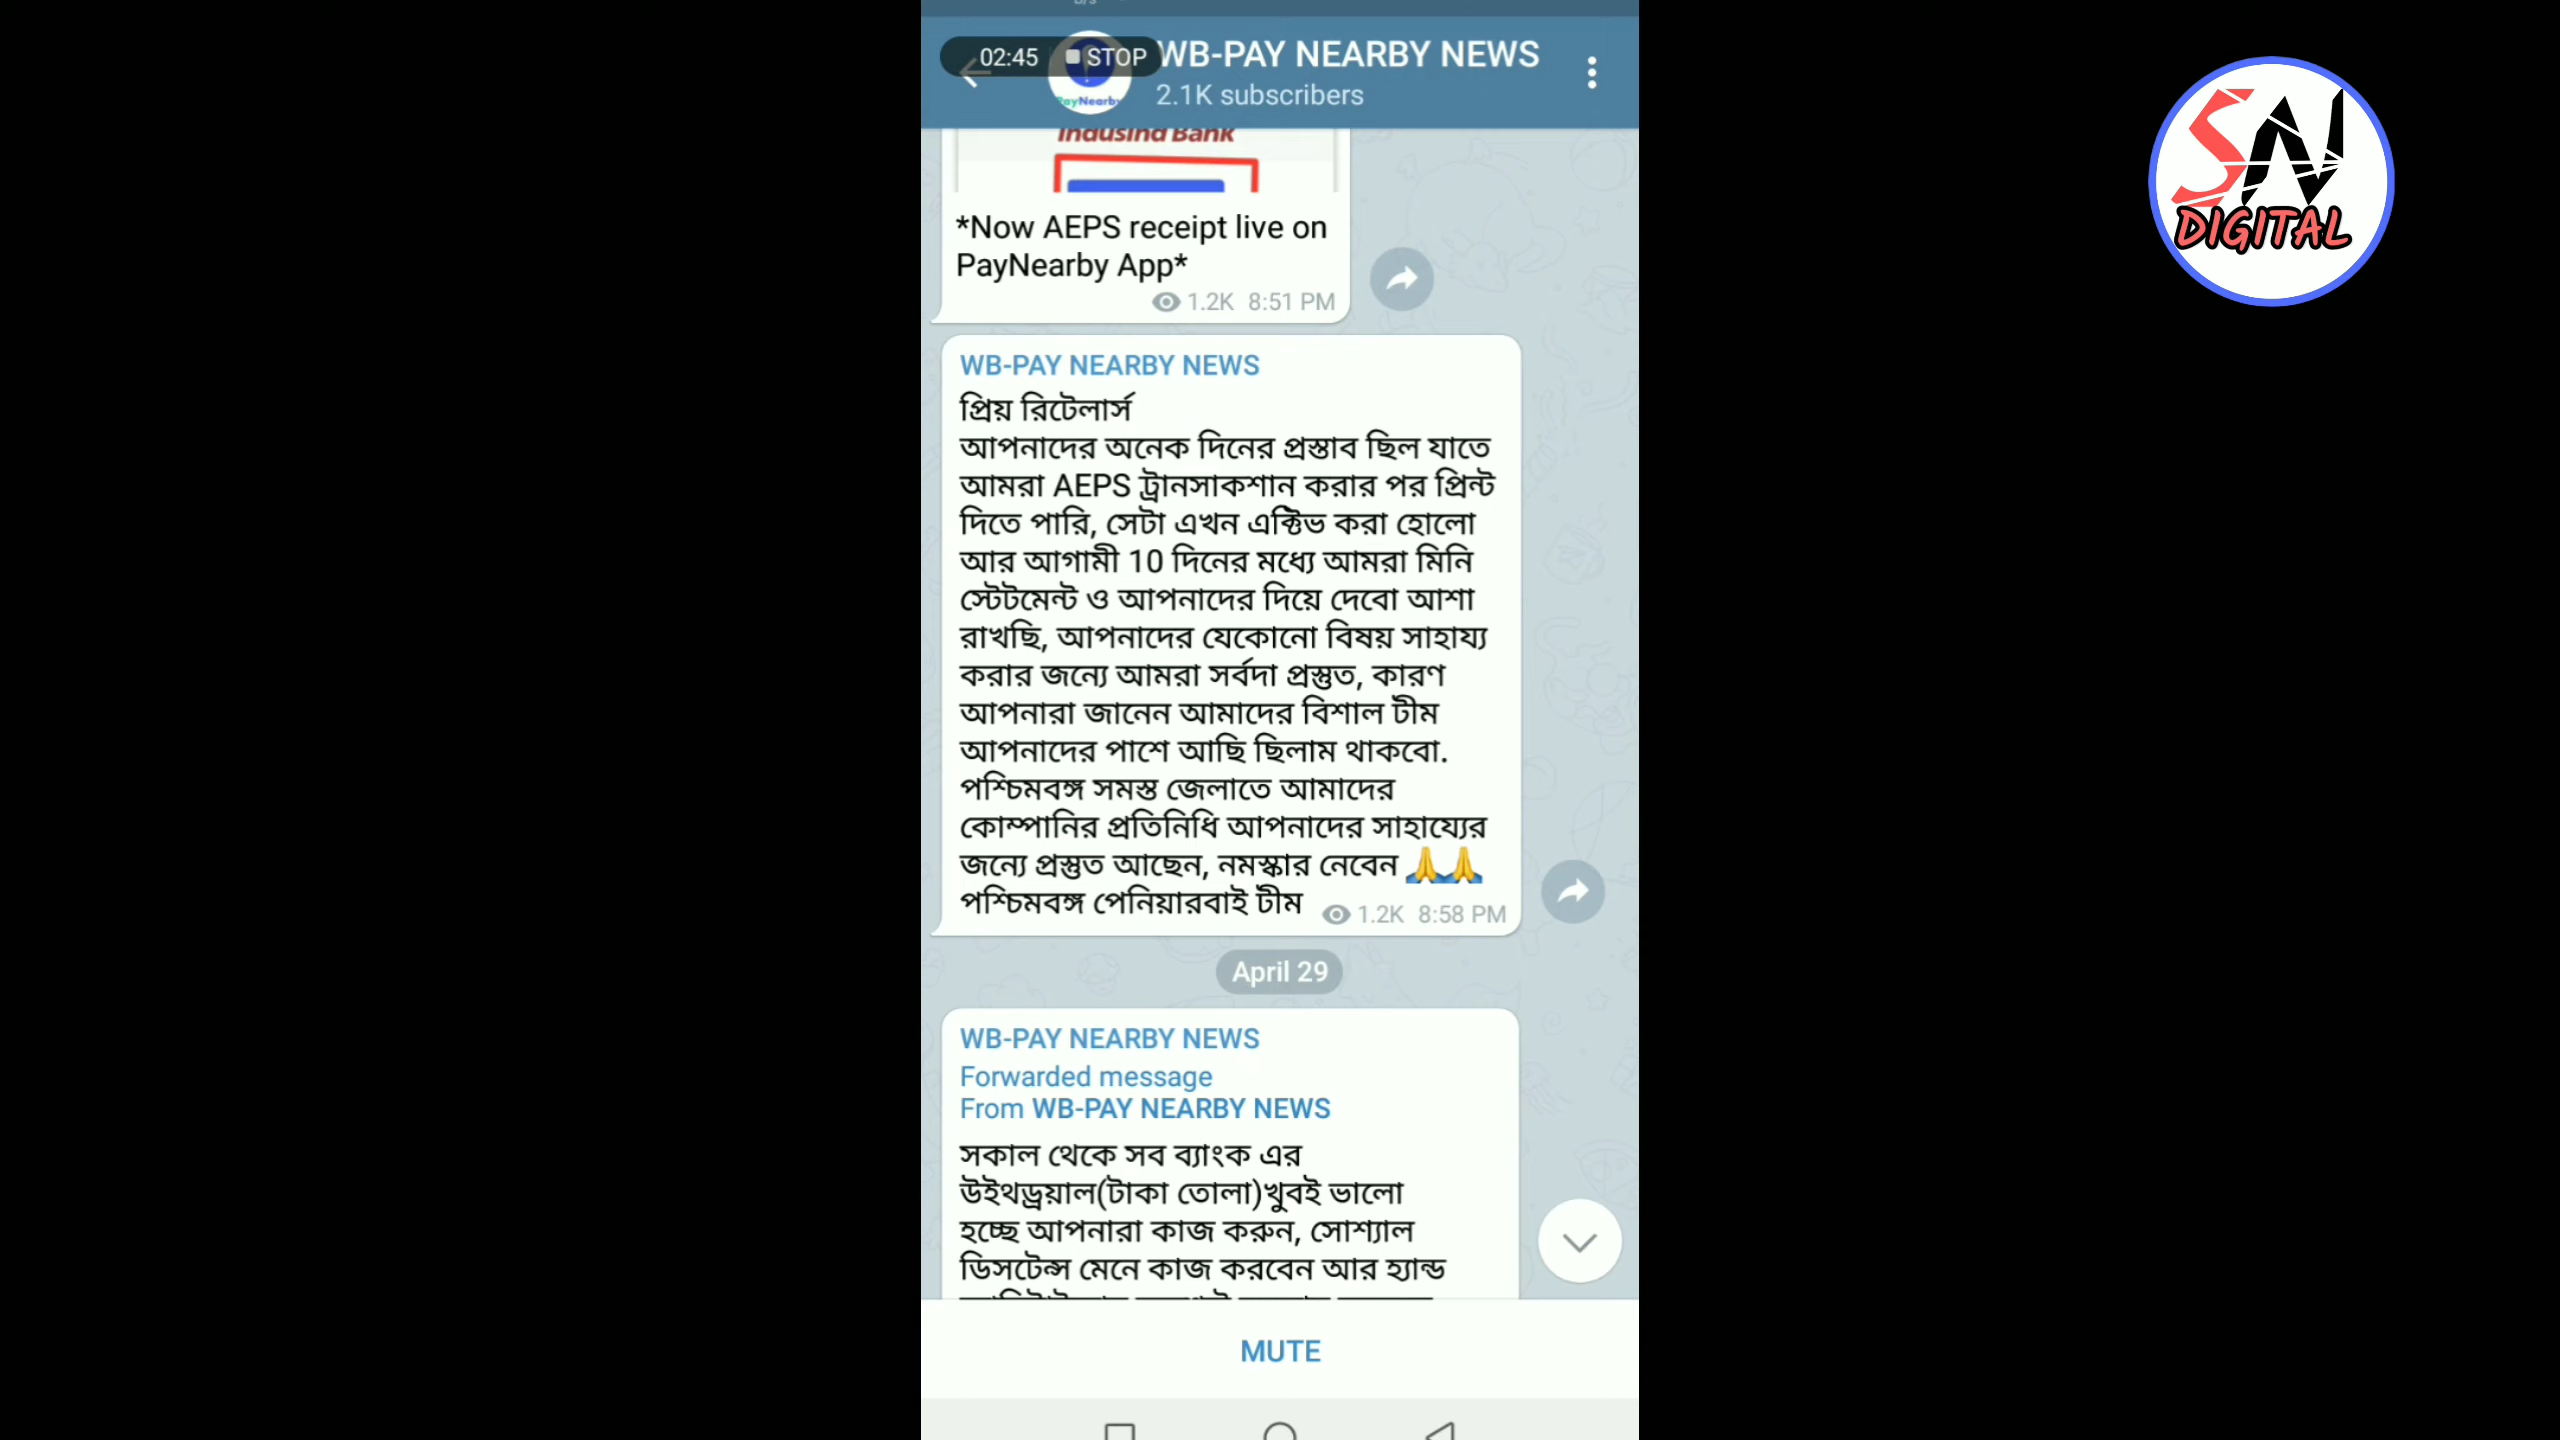 02:45 STOP
WB-PAY NEARBY NEWS
2.1K subscribers
PayNearby
SN
DIGITAL
IndusInd Bank
*Now AEPS receipt live on
PayNearby App*
1.2K 8:51 PM
WB-PAY NEARBY NEWS
প্রিয় রিটেলার্স
আপনাদের অনেক দিনের প্রস্তাব ছিল যাতে
আমরা AEPS ট্রানসাকশান করার পর প্রিন্ট
দিতে পারি, সেটা এখন এক্টিভ করা হোলো
আর আগামী 10 দিনের মধ্যে আমরা মিনি
স্টেটমেন্ট ও আপনাদের দিয়ে দেবো আশা
রাখছি, আপনাদের যেকোনো বিষয় সাহায্য
করার জন্যে আমরা সর্বদা প্রস্তুত, কারণ
আপনারা জানেন আমাদের বিশাল টীম
আপনাদের পাশে আছি ছিলাম থাকবো.
পশ্চিমবঙ্গ সমস্ত জেলাতে আমাদের
কোম্পানির প্রতিনিধি আপনাদের সাহায্যের
জন্যে প্রস্তুত আছেন, নমস্কার নেবেন 🙏🙏
পশ্চিমবঙ্গ পেনিয়ারবাই টীম 1.2K 8:58 PM
April 29
WB-PAY NEARBY NEWS
Forwarded message
From WB-PAY NEARBY NEWS
সকাল থেকে সব ব্যাংক এর
উইথড্রয়াল(টাকা তোলা)খুবই ভালো
হচ্ছে আপনারা কাজ করুন, সোশ্যাল
ডিসটেন্স মেনে কাজ করবেন আর হ্যান্ড
MUTE